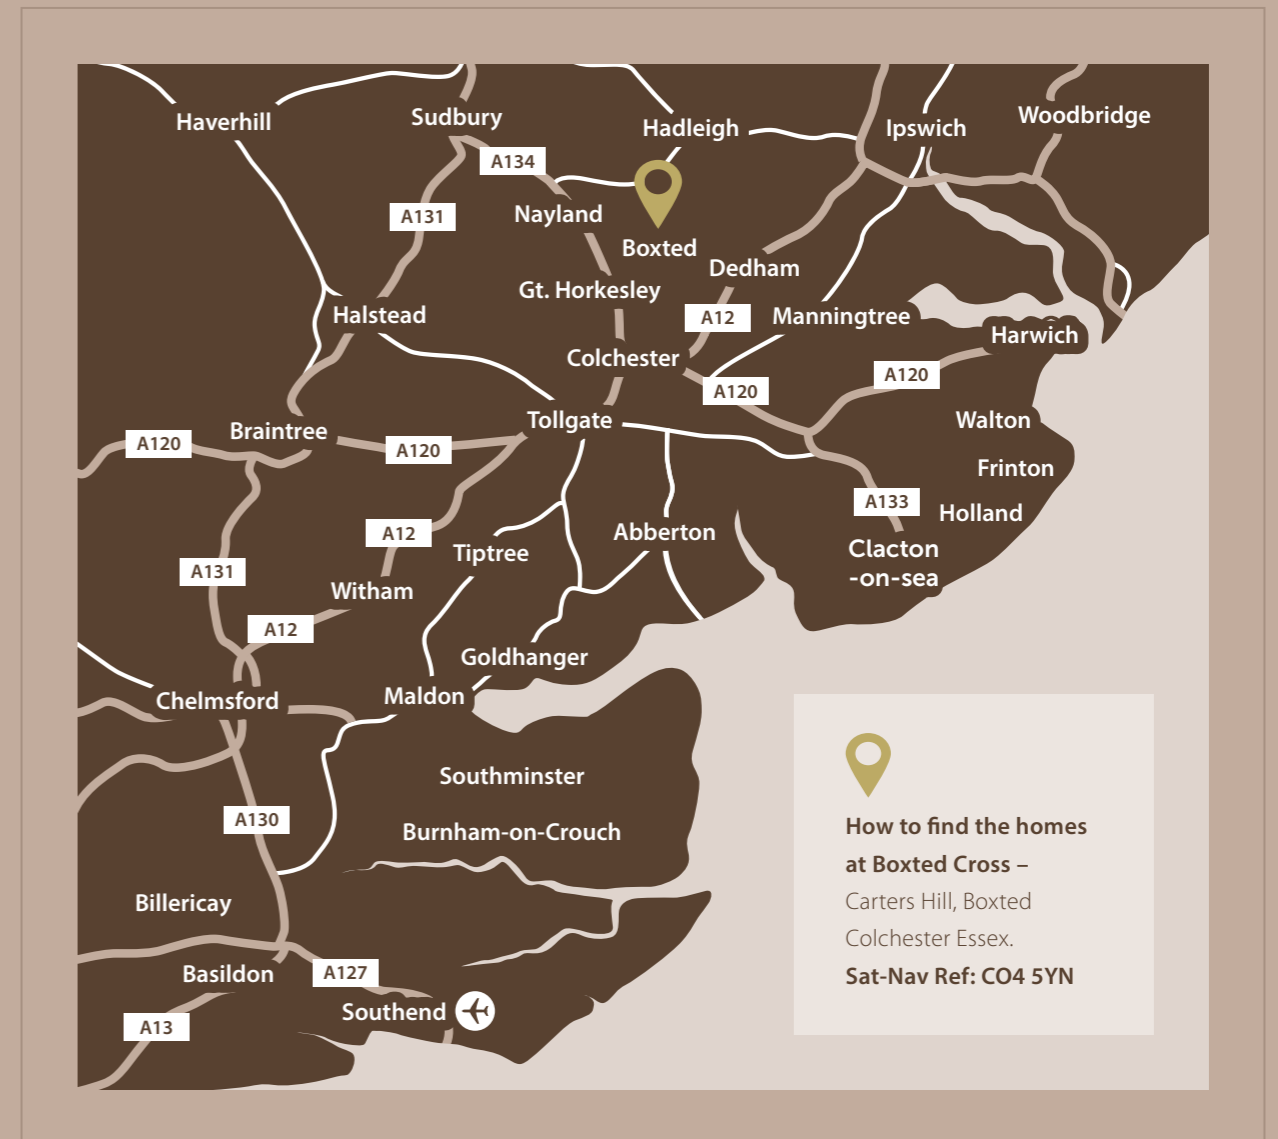 Haverhill
Sudbury
Hadleigh
Ipswich
Woodbridge
A134
A131
Nayland
Boxted
Dedham
Gt. Horkesley
Halstead
A12
Manningtree
Harwich
Colchester
A120
A120
Tollgate
Walton
Braintree
A120
A120
Frinton
A133
Holland
A12
Abberton
Tiptree
Clacton
-on-sea
A131
Witham
A12
Goldhanger
Chelmsford
Maldon
Southminster
A130
Burnham-on-Crouch
Billericay
Basildon
A127
Southend
A13
How to find the homes
at Boxted Cross –
Carters Hill, Boxted
Colchester Essex.
Sat-Nav Ref: CO4 5YN